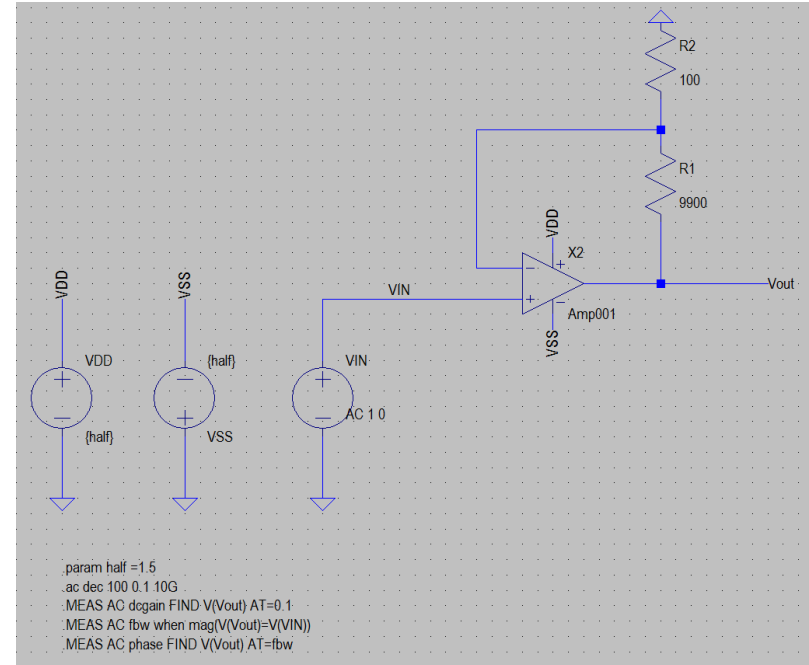 R2
100
R1
9900
VDD
X2
+
−
+
−
Amp001
VSS
Vout
VIN
VDD
VSS
VDD
+
−
{half}
{half}
−
+
VSS
VIN
+
−
AC 1 0
.param half =1.5
.ac dec 100 0.1 10G
.MEAS AC dcgain FIND V(Vout) AT=0.1
.MEAS AC fbw when mag(V(Vout)=V(VIN))
.MEAS AC phase FIND V(Vout) AT=fbw